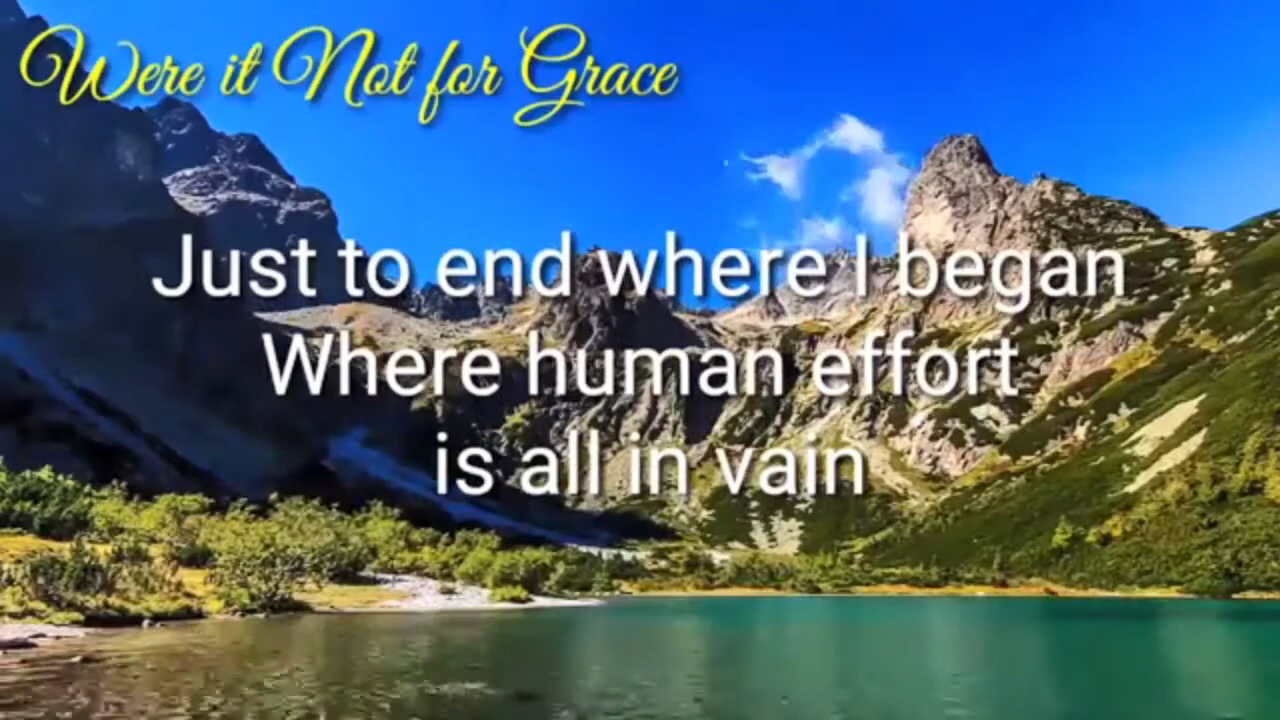 Were it Not for Grace
Just to end where I began
Where human effort
is all in vain